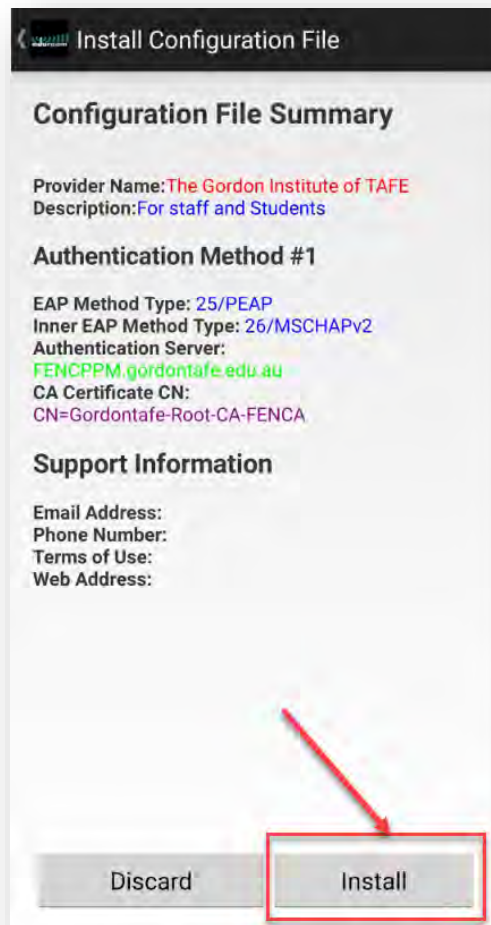 eduroam Install Configuration File
Configuration File Summary
Provider Name:The Gordon Institute of TAFE
Description:For staff and Students
Authentication Method #1
EAP Method Type: 25/PEAP
Inner EAP Method Type: 26/MSCHAPv2
Authentication Server:
FENCPPM.gordontafe.edu.au
CA Certificate CN:
CN=Gordontafe-Root-CA-FENCA
Support Information
Email Address:
Phone Number:
Terms of Use:
Web Address:
Discard Install